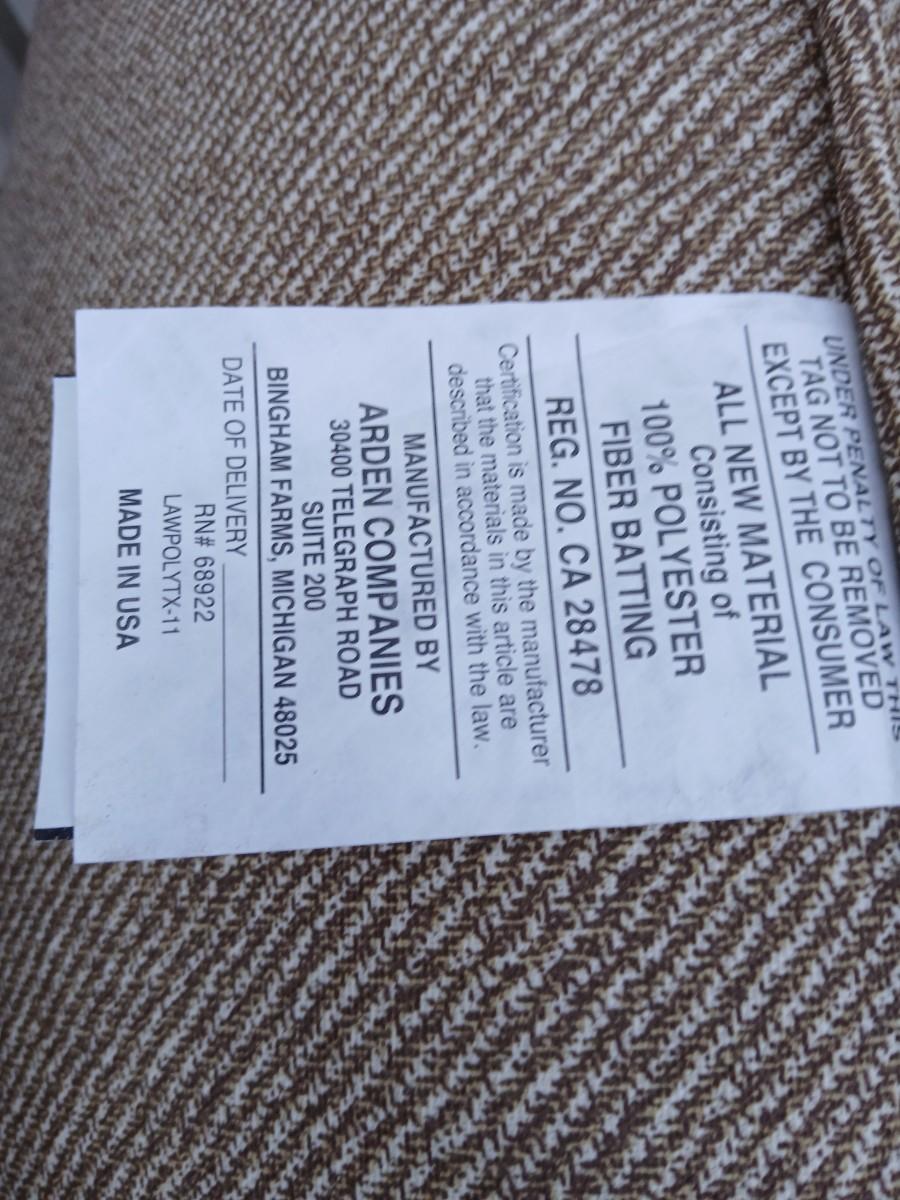 UNDER PENALTY OF LAW THIS
TAG NOT TO BE REMOVED
EXCEPT BY THE CONSUMER
ALL NEW MATERIAL
Consisting of
100% POLYESTER
FIBER BATTING
REG. NO. CA 28478
Certification is made by the manufacturer
that the materials in this article are
described in accordance with the law.
MANUFACTURED BY
ARDEN COMPANIES
30400 TELEGRAPH ROAD
SUITE 200
BINGHAM FARMS, MICHIGAN 48025
DATE OF DELIVERY
RN# 68922
LAWPOLYTX-11
MADE IN USA